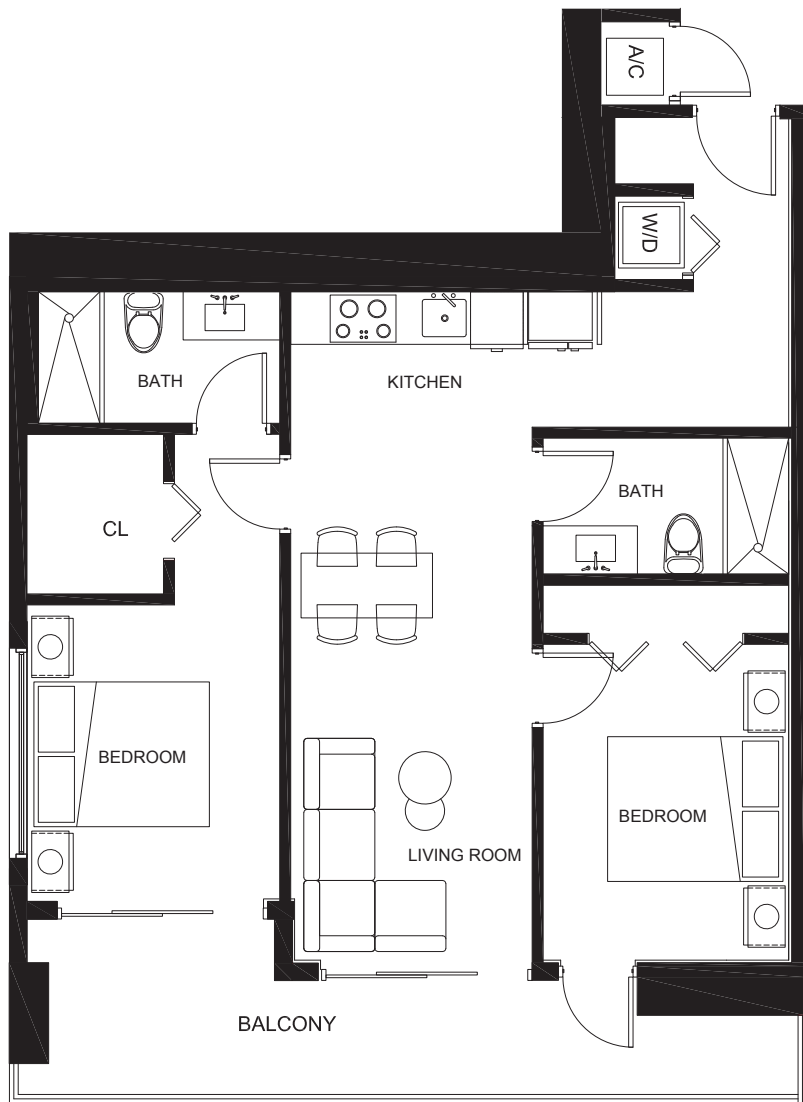 A/C
W/D
BATH
KITCHEN
BATH
CL
BEDROOM
BEDROOM
LIVING ROOM
BALCONY